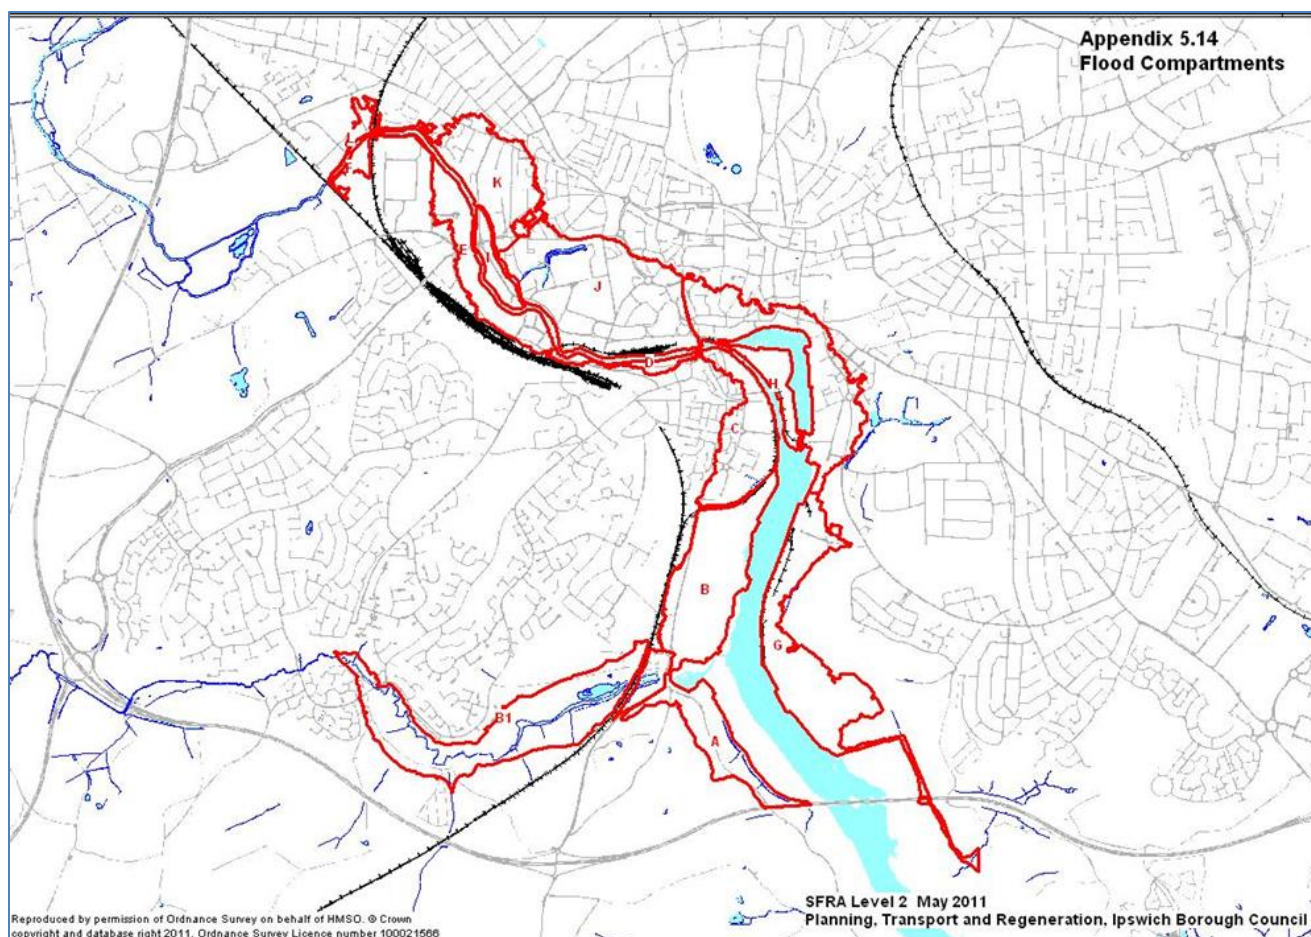 Appendix 5.14
Flood Compartments
K
E
I
J
D
H
C
B
G
B1
A
SFRA Level 2 May 2011
Planning, Transport and Regeneration, Ipswich Borough Council
Reproduced by permission of Ordnance Survey on behalf of HMSO. © Crown
copyright and database right 2011. Ordnance Survey Licence number 100021566